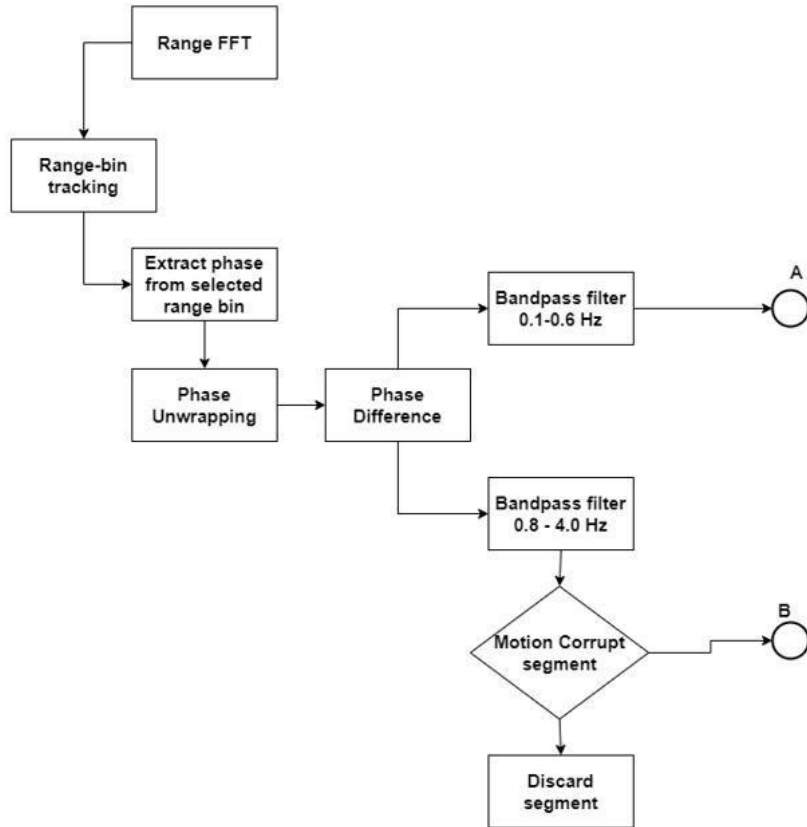 Range FFT
Range-bin
tracking
Extract phase
from selected
range bin
Phase
Unwrapping
Phase
Difference
Bandpass filter
0.1-0.6 Hz
A
Bandpass filter
0.8 - 4.0 Hz
Motion Corrupt
segment
B
Discard
segment